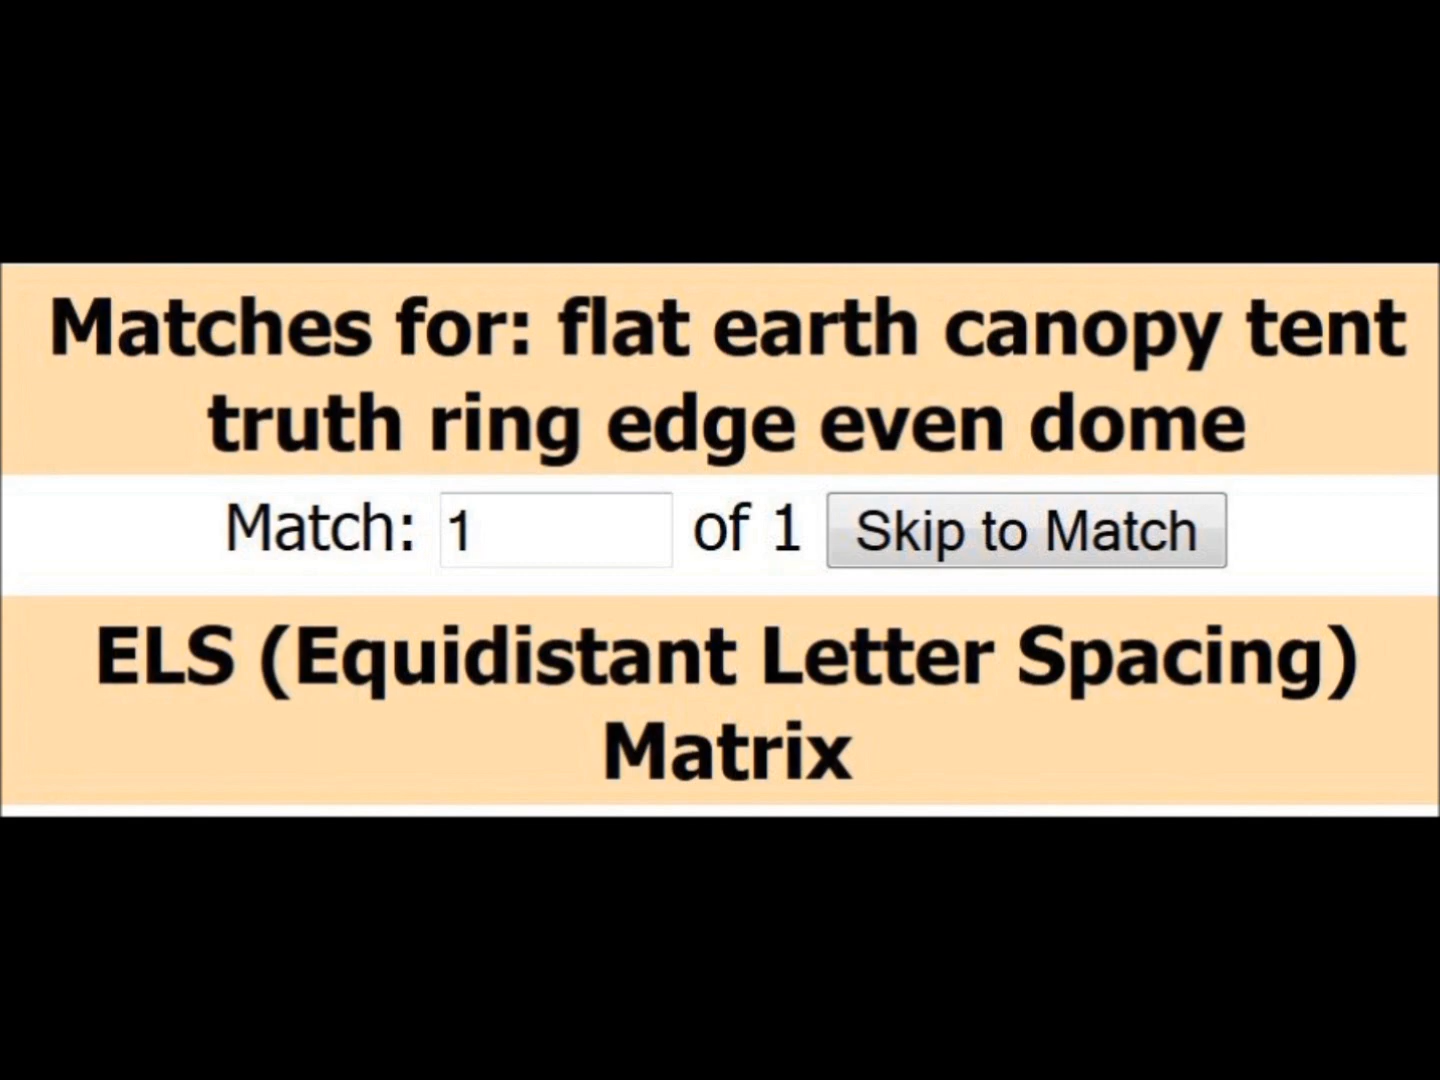 Matches for: flat earth canopy tent
truth ring edge even dome
Match: 1 of 1 Skip to Match
ELS (Equidistant Letter Spacing)
Matrix